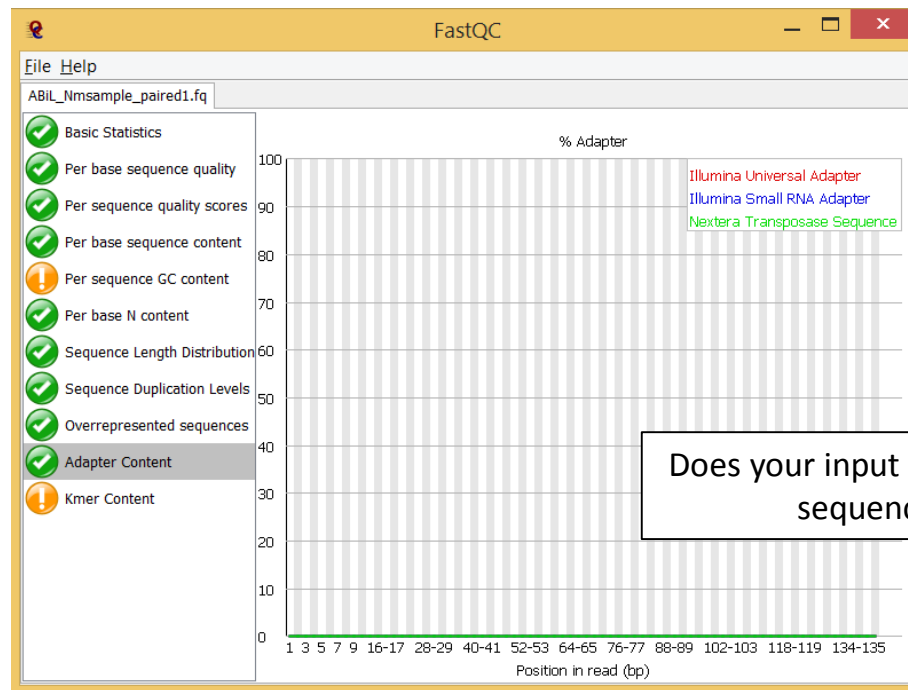 FastQC
File Help
ABiL_Nmsample_paired1.fq
Basic Statistics
Per base sequence quality
Per sequence quality scores
Per base sequence content
Per sequence GC content
Per base N content
Sequence Length Distribution
Sequence Duplication Levels
Overrepresented sequences
Adapter Content
Kmer Content
% Adapter
Illumina Universal Adapter
Illumina Small RNA Adapter
Nextera Transposase Sequence
100
90
80
70
60
50
40
30
20
10
0
1 3 5 7 9 16-17 28-29 40-41 52-53 64-65 76-77 88-89 102-103 118-119 134-135
Position in read (bp)
Does your input